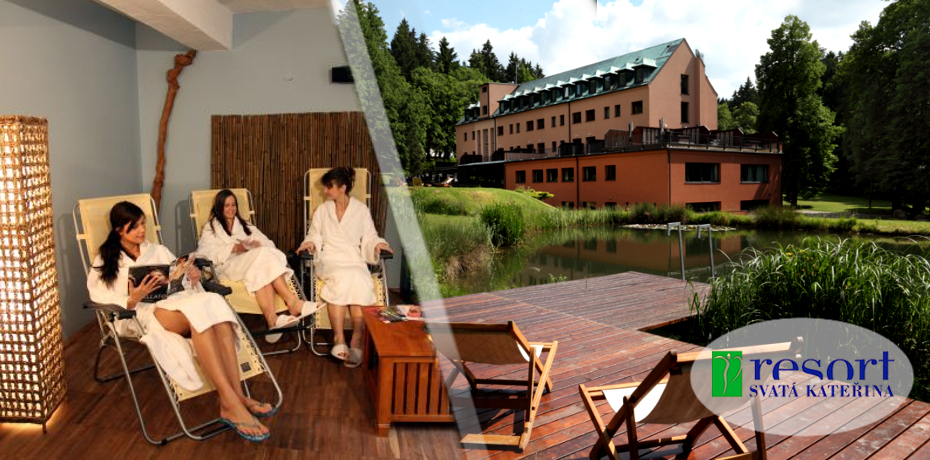 resort
SVATÁ KATEŘINA